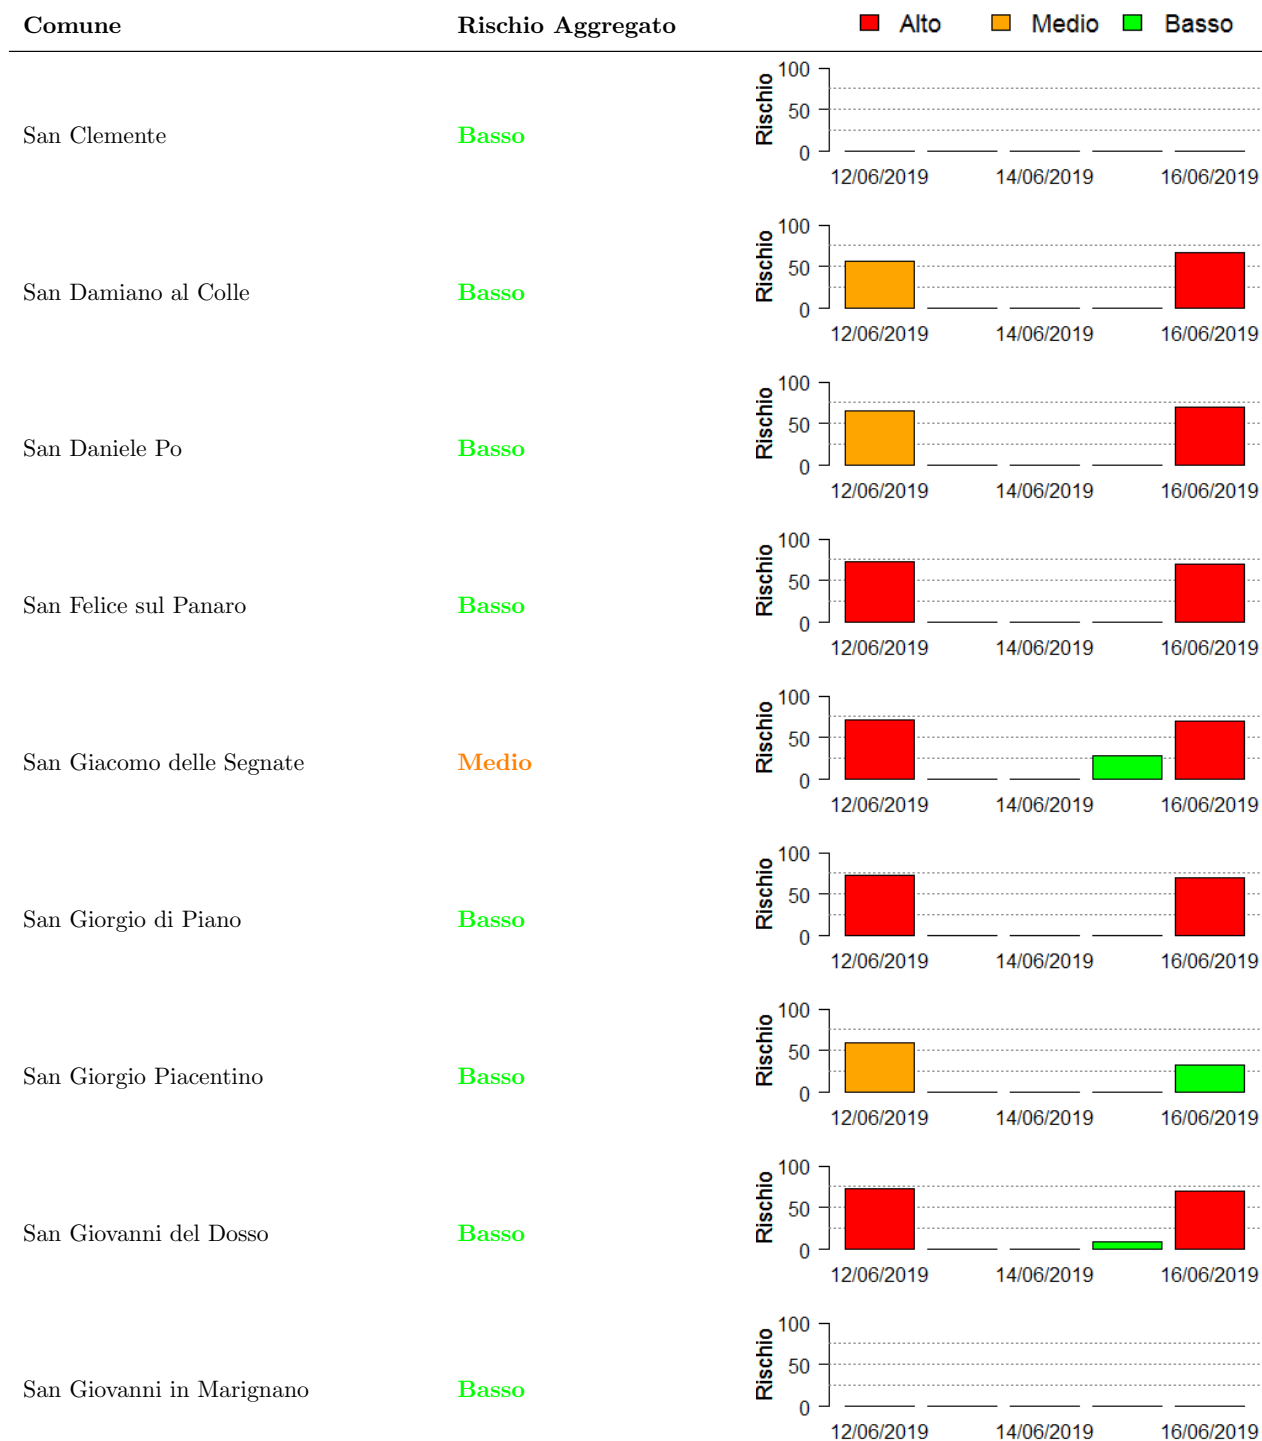 Comune Rischio Aggregato Alto Medio Basso
100
50
0
Rischio
San Clemente Basso
12/06/2019 14/06/2019 16/06/2019
100
50
0
Rischio
San Damiano al Colle Basso
12/06/2019 14/06/2019 16/06/2019
100
50
0
Rischio
San Daniele Po Basso
12/06/2019 14/06/2019 16/06/2019
100
50
0
Rischio
San Felice sul Panaro Basso
12/06/2019 14/06/2019 16/06/2019
100
50
0
Rischio
San Giacomo delle Segnate Medio
12/06/2019 14/06/2019 16/06/2019
100
50
0
Rischio
San Giorgio di Piano Basso
12/06/2019 14/06/2019 16/06/2019
100
50
0
Rischio
San Giorgio Piacentino Basso
12/06/2019 14/06/2019 16/06/2019
100
50
0
Rischio
San Giovanni del Dosso Basso
12/06/2019 14/06/2019 16/06/2019
100
50
0
Rischio
San Giovanni in Marignano Basso
12/06/2019 14/06/2019 16/06/2019